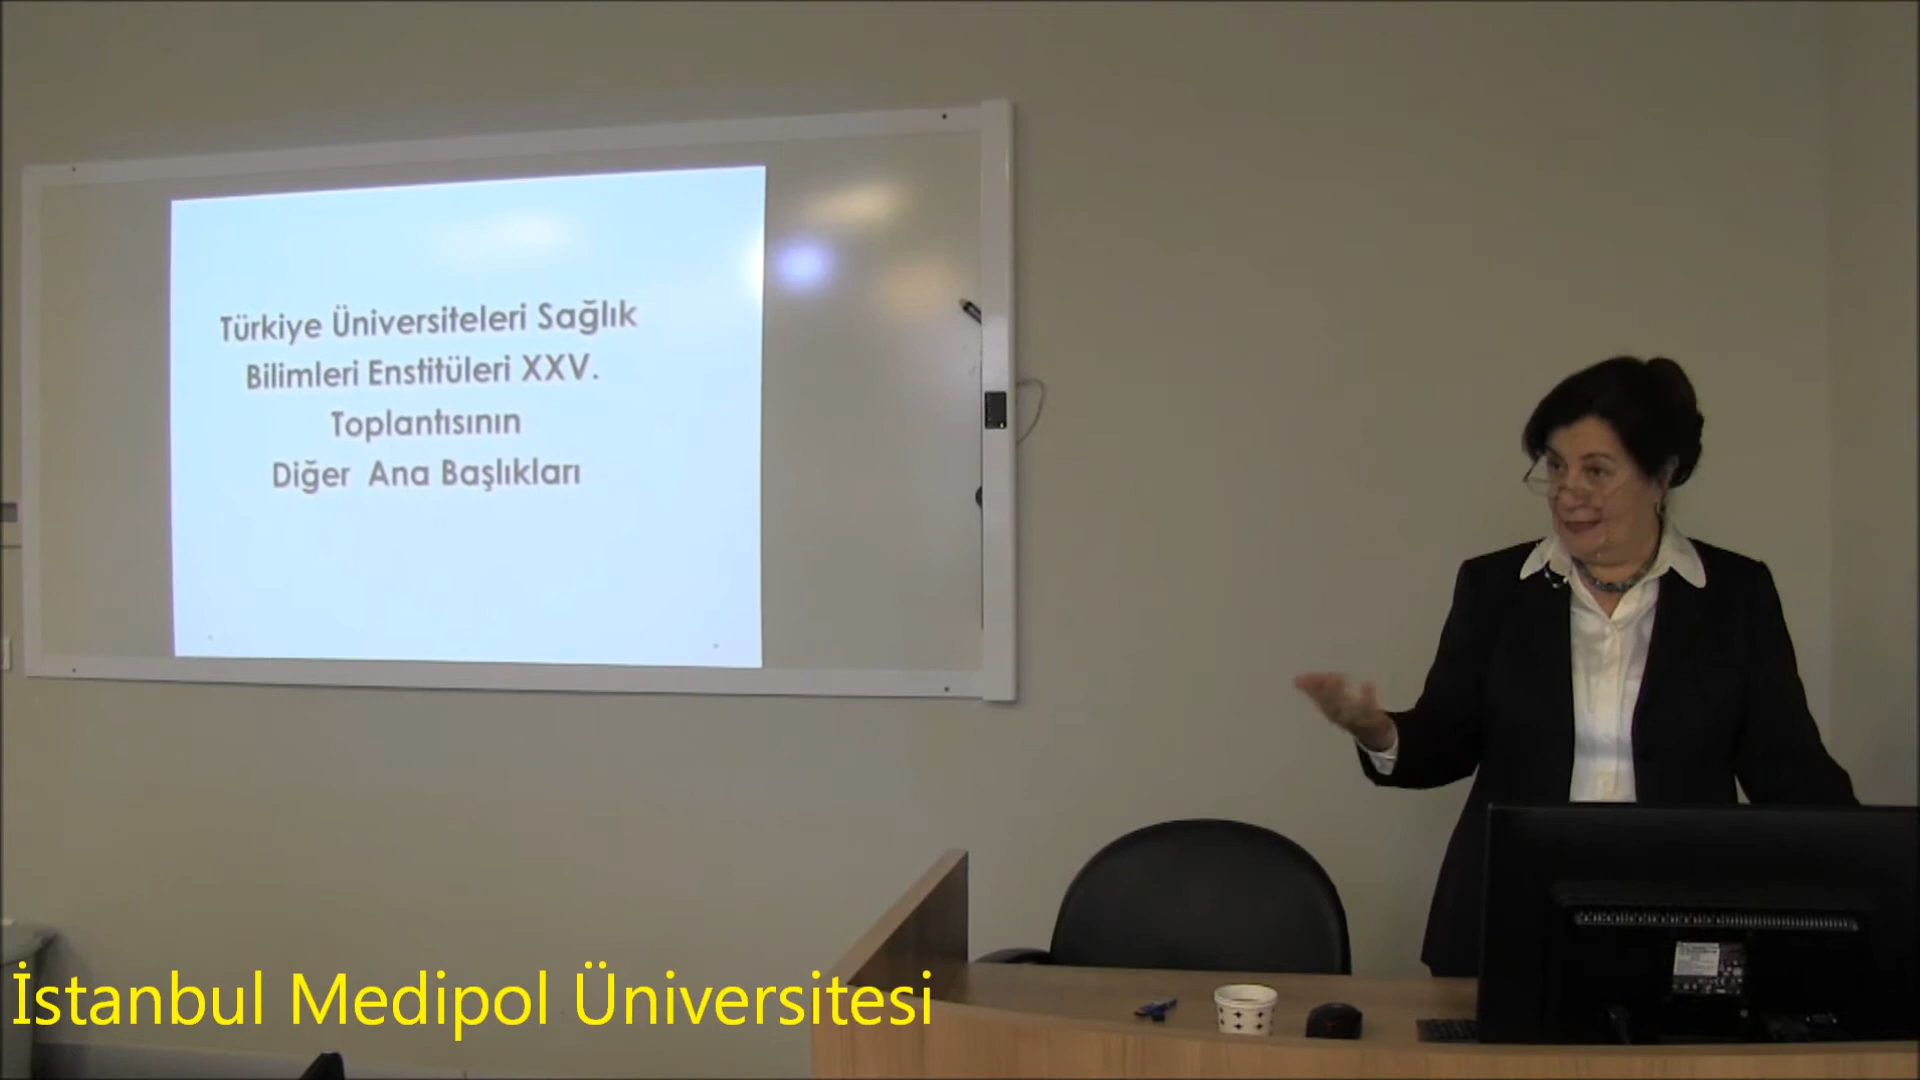 Türkiye Üniversiteleri Sağlık
Bilimleri Enstitüleri XXV.
Toplantısının
Diğer Ana Başlıkları
İstanbul Medipol Üniversitesi